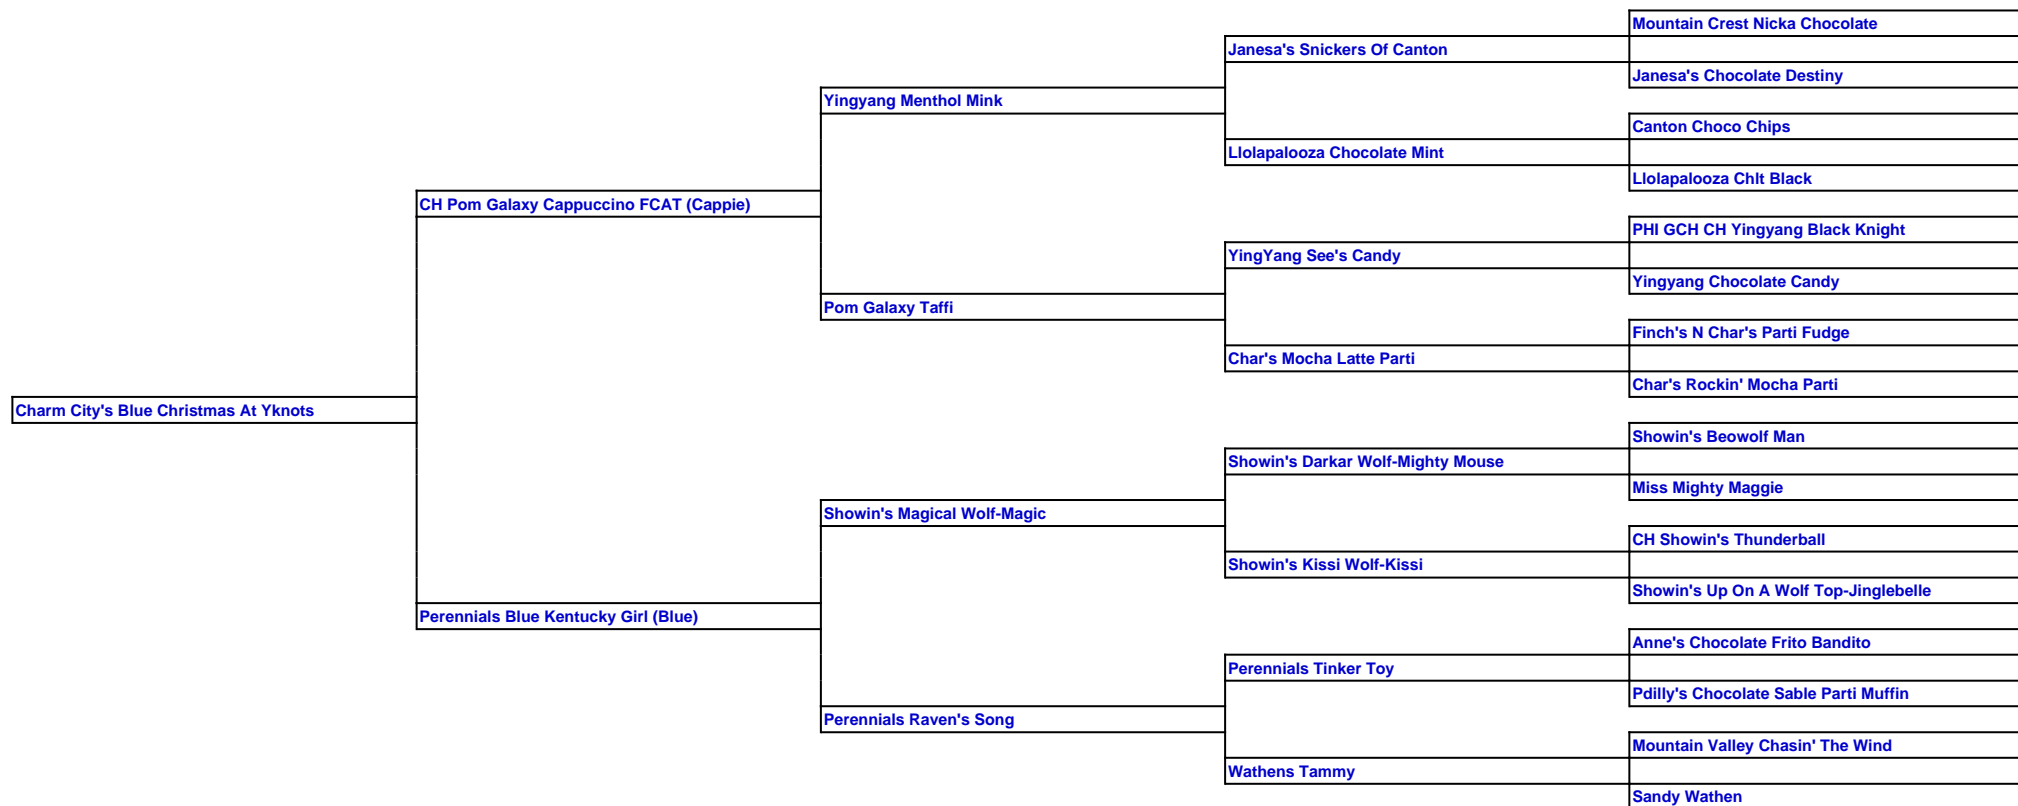 Mountain Crest Nicka Chocolate
Janesa's Snickers Of Canton
Janesa's Chocolate Destiny
Yingyang Menthol Mink
Canton Choco Chips
Llolapalooza Chocolate Mint
Llolapalooza Chlt Black
CH Pom Galaxy Cappuccino FCAT (Cappie)
PHI GCH CH Yingyang Black Knight
YingYang See's Candy
Yingyang Chocolate Candy
Pom Galaxy Taffi
Finch's N Char's Parti Fudge
Char's Mocha Latte Parti
Char's Rockin' Mocha Parti
Charm City's Blue Christmas At Yknots
Showin's Beowolf Man
Showin's Darkar Wolf-Mighty Mouse
Miss Mighty Maggie
Showin's Magical Wolf-Magic
CH Showin's Thunderball
Showin's Kissi Wolf-Kissi
Showin's Up On A Wolf Top-Jinglebelle
Perennials Blue Kentucky Girl (Blue)
Anne's Chocolate Frito Bandito
Perennials Tinker Toy
Pdilly's Chocolate Sable Parti Muffin
Perennials Raven's Song
Mountain Valley Chasin' The Wind
Wathens Tammy
Sandy Wathen